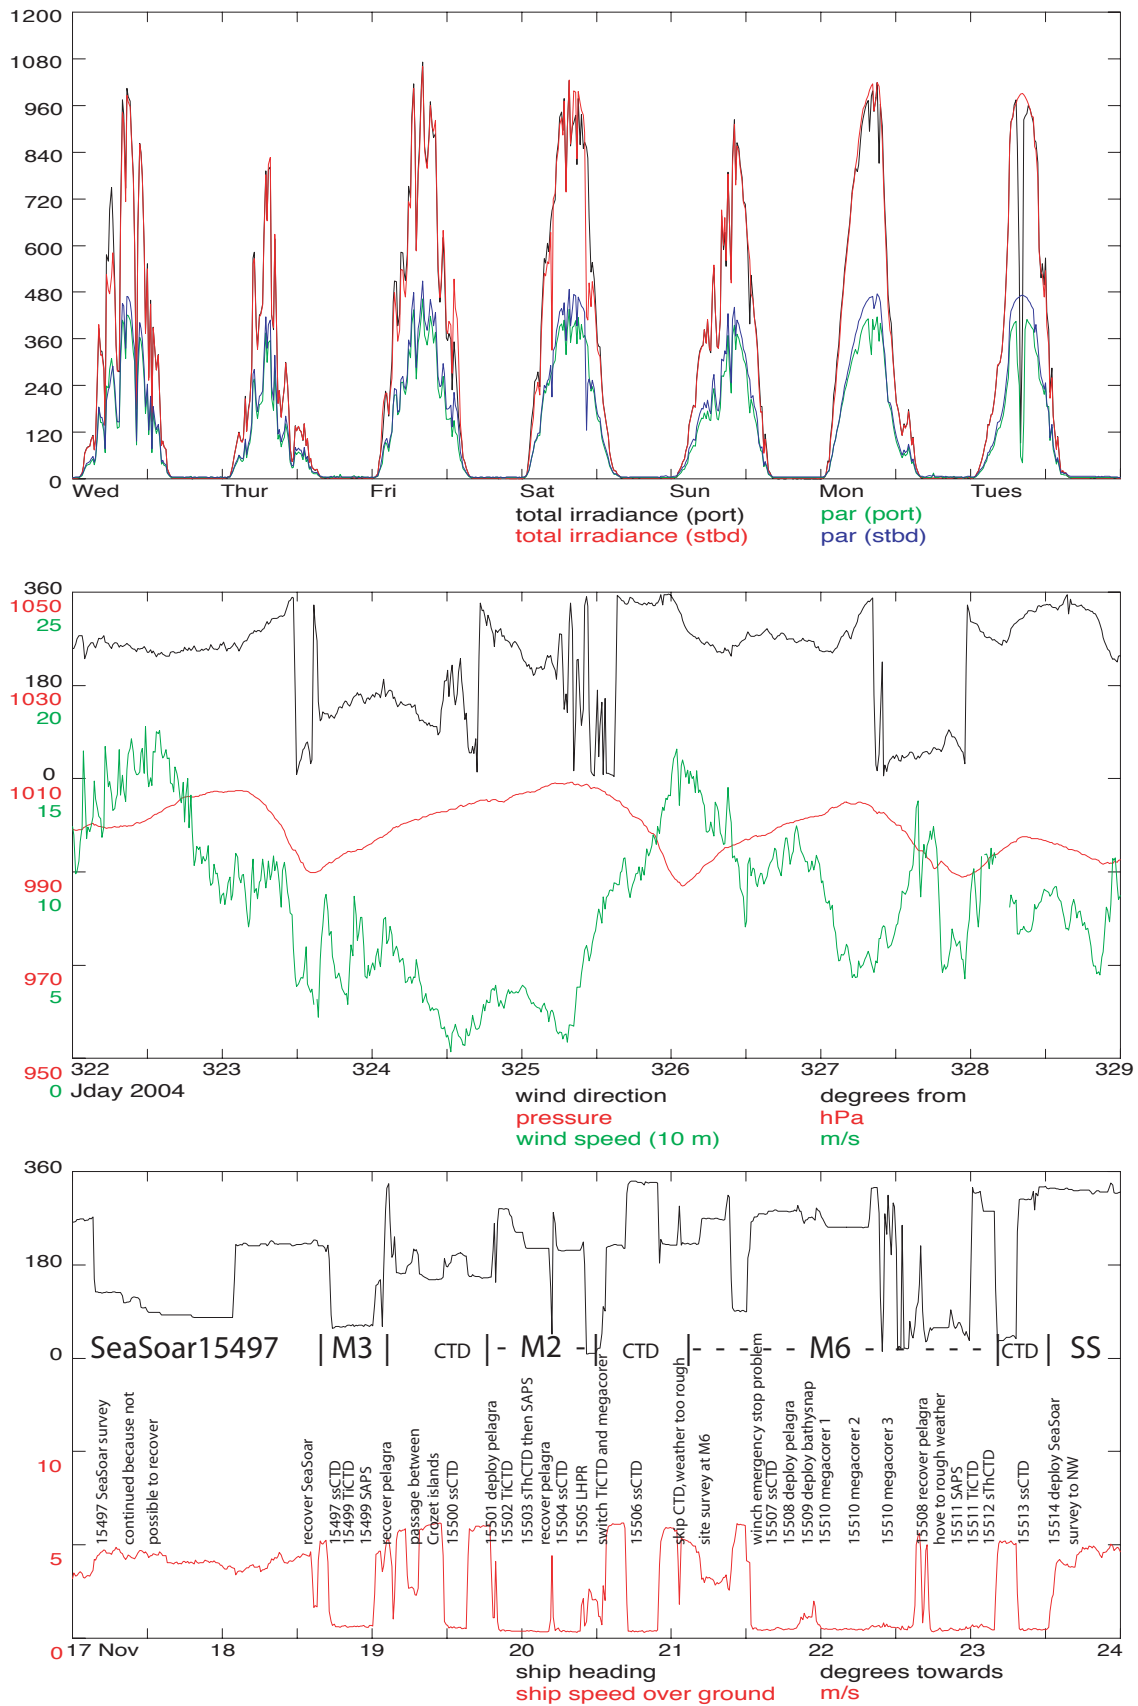 1200
1080
960
840
720
600
480
360
240
120
0
Wed Thur Fri Sat Sun Mon Tues
total irradiance (port) par (port)
total irradiance (stbd) par (stbd)
360
1050
25
180
1030
20
0
1010
15
990
10
970
5
950
0
322 323 324 325 326 327 328 329
Jday 2004
wind direction degrees from
pressure hPa
wind speed (10 m) m/s
360
180
0
10
5
0
SeaSoar15497 M3 CTD M2 CTD M6 CTD SS
15497 SeaSoar survey
continued because not
possible to recover
recover SeaSoar
15497 ssCTD
15499 TiCTD
15499 SAPS
recover pelagra
passage between
Crozet islands
15500 ssCTD
15501 deploy pelagra
15502 TiCTD
15503 sThCTD then SAPS
recover pelagra
15504 ssCTD
15505 LHPR
switch TiCTD and megacorer
15506 ssCTD
skip CTD, weather too rough
site survey at M6
winch emergency stop problem
15507 ssCTD
15508 deploy pelagra
15509 deploy bathysnap
15510 megacorer 1
15510 megacorer 2
15510 megacorer 3
15508 recover pelagra
hove to rough weather
15511 SAPS
15511 TiCTD
15512 sThCTD
15513 ssCTD
15514 deploy SeaSoar
survey to NW
17 Nov 18 19 20 21 22 23 24
ship heading degrees towards
ship speed over ground m/s